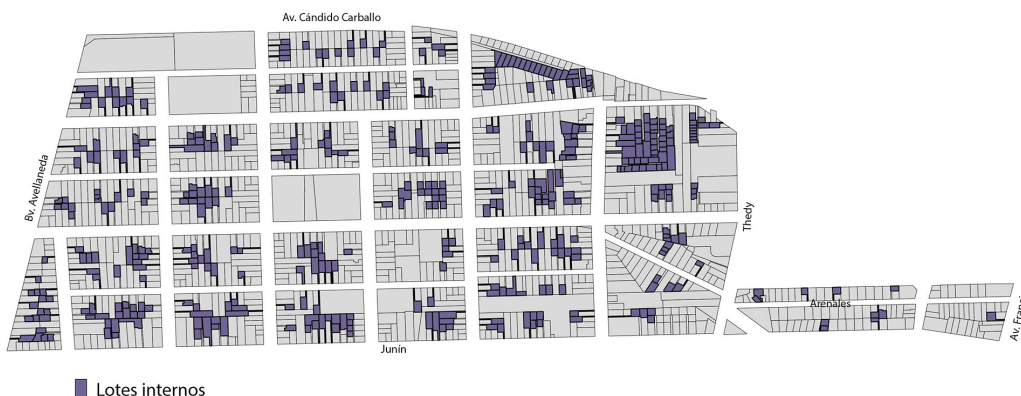 Av. Cándido Carballo
Bv. Avellaneda
Thedy
Arenales
Junín
Lotes internos